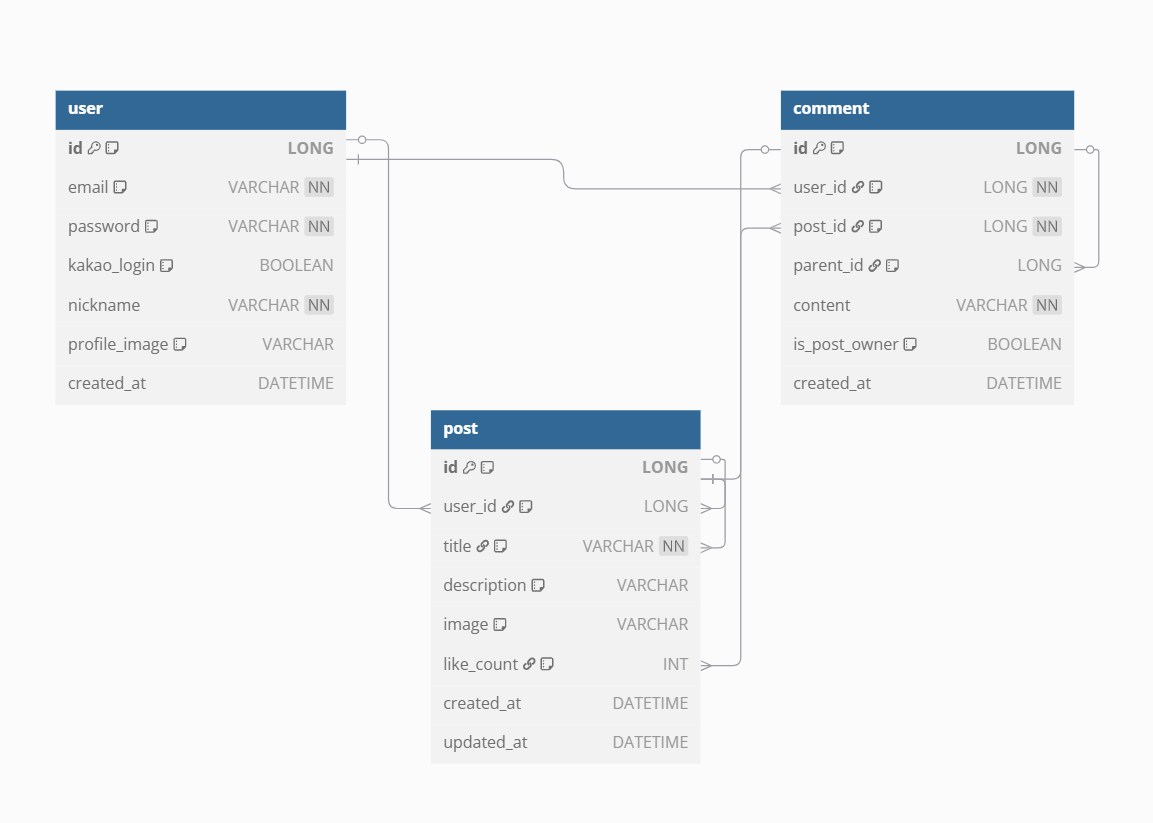 user
id LONG
email VARCHAR NN
password VARCHAR NN
kakao_login BOOLEAN
nickname VARCHAR NN
profile_image VARCHAR
created_at DATETIME
comment
id LONG
user_id LONG NN
post_id LONG NN
parent_id LONG
content VARCHAR NN
is_post_owner BOOLEAN
created_at DATETIME
post
id LONG
user_id LONG
title VARCHAR NN
description VARCHAR
image VARCHAR
like_count INT
created_at DATETIME
updated_at DATETIME